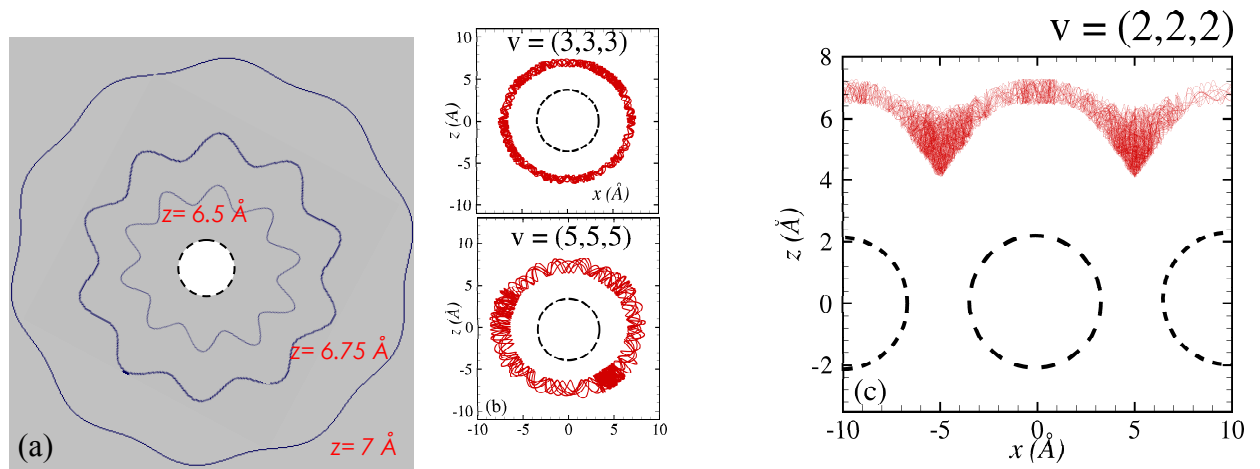 z= 6.5 Å
z= 6.75 Å
z= 7 Å
(a)
v = (3,3,3)
10
5
0
-5
-10
z (Å)
x (Å)
v = (5,5,5)
10
5
0
-5
-10
z (Å)
(b)
-10 -5 0 5 10
v = (2,2,2)
8
6
4
2
0
-2
z (Å)
(c)
-10 -5 0 5 10
x (Å)